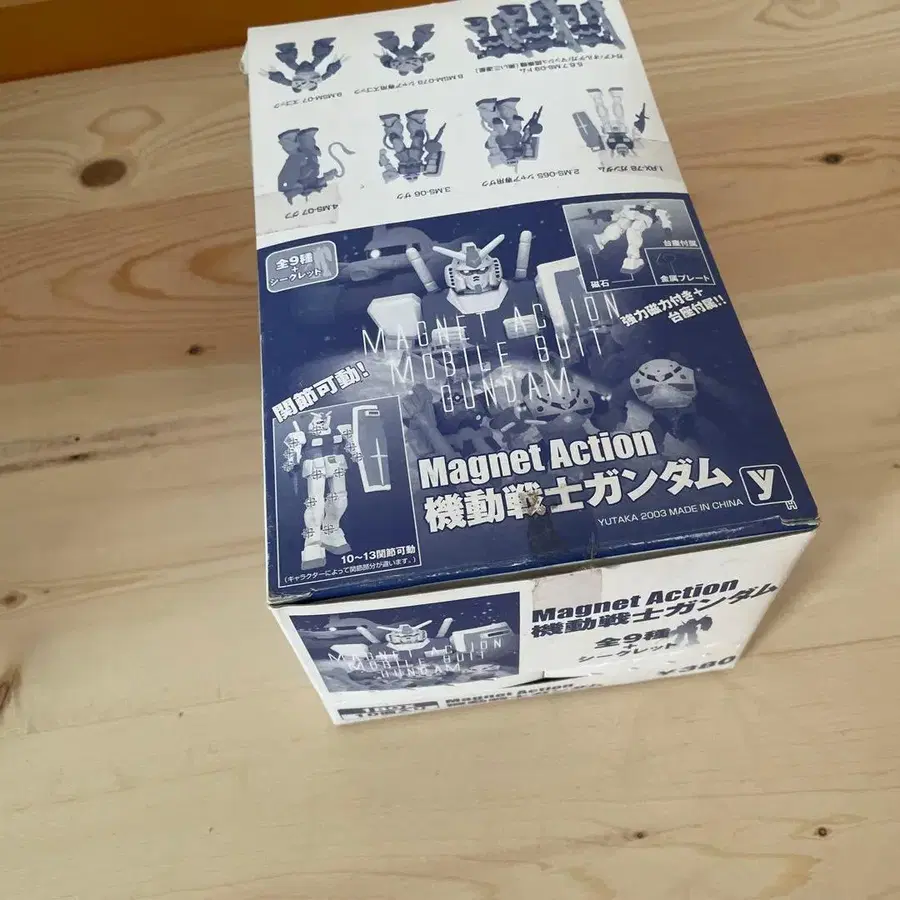 9.MSM-07 ズゴック
8.MSM-07S シャア専用ズゴック
5.6.7.MS-09 ドム
4.MS-07 グフ
3.MS-06 ザク
2.MS-06S シャア専用ザク
1.RX-78 ガンダム
全9種
+
シークレット
台座付属
磁石
金属プレート
強力磁力付き+
台座付属!!
MAGNET ACTION
MOBILE SUIT
GUNDAM
関節可動!
10〜13関節可動
(キャラクターによって関節部分が違います。)
Magnet Action
機動戦士ガンダム
y
H
YUTAKA 2003 MADE IN CHINA
MAGNET ACTION
MOBILE SUIT
GUNDAM
Magnet Action
機動戦士ガンダム
全9種
+
シークレット
¥380
Magnet Action